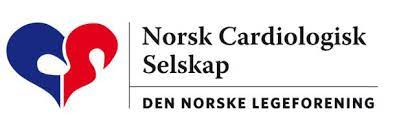 Norsk Cardiologisk
Selskap
DEN NORSKE LEGEFORENING